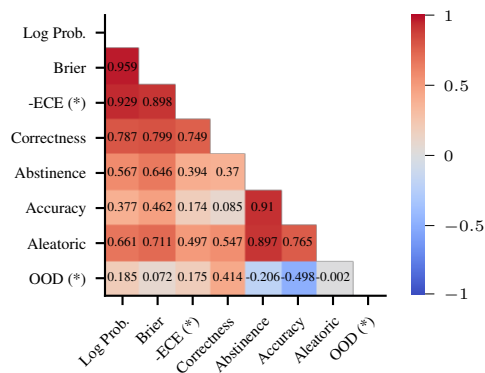 Log Prob.
Brier 0.959
-ECE (*) 0.929 0.898
Correctness 0.787 0.799 0.749
Abstinence 0.567 0.646 0.394 0.37
Accuracy 0.377 0.462 0.174 0.085 0.91
Aleatoric 0.661 0.711 0.497 0.547 0.897 0.765
OOD (*) 0.185 0.072 0.175 0.414 -0.206 -0.498 -0.002
Log Prob. Brier -ECE (*) Correctness Abstinence Accuracy Aleatoric OOD (*)
1
0.5
0
−0.5
−1